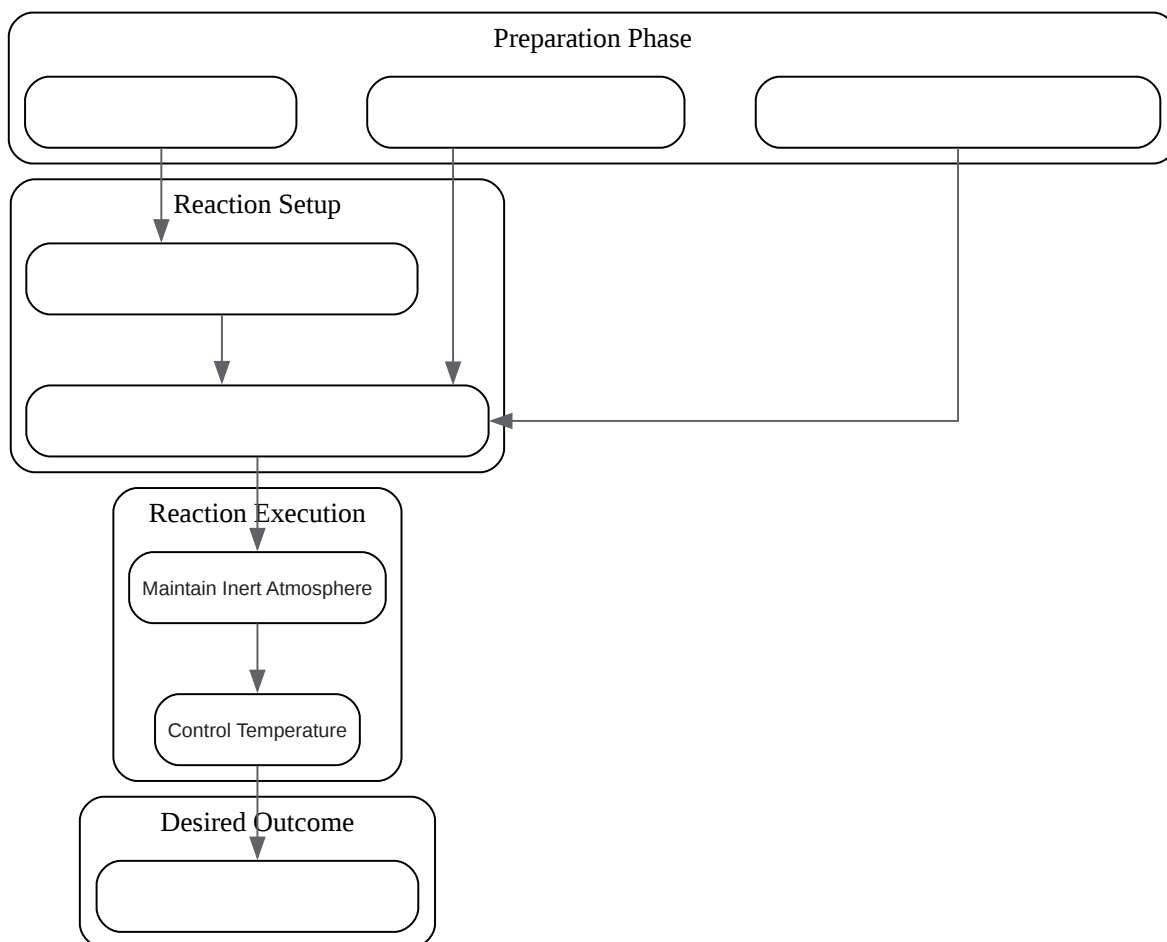 Preparation Phase
Reaction Setup
Reaction Execution
Maintain Inert Atmosphere
Control Temperature
Desired Outcome